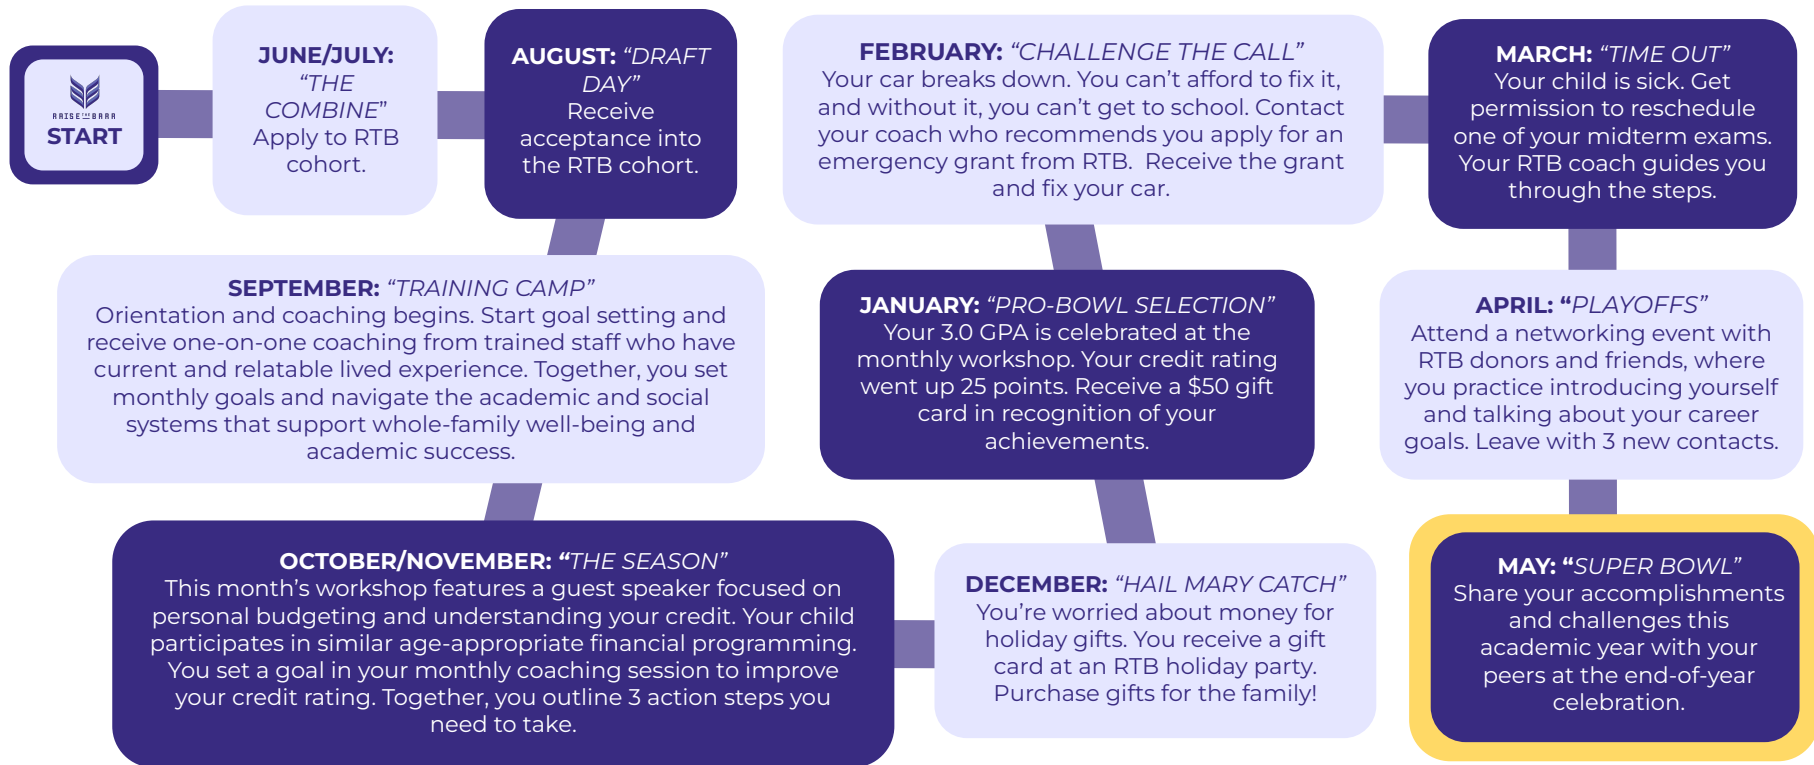 RAISE THE BARR
START
JUNE/JULY:
“THE
COMBINE”
Apply to RTB
cohort.
AUGUST: “DRAFT
DAY”
Receive
acceptance into
the RTB cohort.
SEPTEMBER: “TRAINING CAMP”
Orientation and coaching begins. Start goal setting and
receive one-on-one coaching from trained staff who have
current and relatable lived experience. Together, you set
monthly goals and navigate the academic and social
systems that support whole-family well-being and
academic success.
OCTOBER/NOVEMBER: “THE SEASON”
This month’s workshop features a guest speaker focused on
personal budgeting and understanding your credit. Your child
participates in similar age-appropriate financial programming.
You set a goal in your monthly coaching session to improve
your credit rating. Together, you outline 3 action steps you
need to take.
DECEMBER: “HAIL MARY CATCH”
You’re worried about money for
holiday gifts. You receive a gift
card at an RTB holiday party.
Purchase gifts for the family!
JANUARY: “PRO-BOWL SELECTION”
Your 3.0 GPA is celebrated at the
monthly workshop. Your credit rating
went up 25 points. Receive a $50 gift
card in recognition of your
achievements.
FEBRUARY: “CHALLENGE THE CALL”
Your car breaks down. You can’t afford to fix it,
and without it, you can’t get to school. Contact
your coach who recommends you apply for an
emergency grant from RTB. Receive the grant
and fix your car.
MARCH: “TIME OUT”
Your child is sick. Get
permission to reschedule
one of your midterm exams.
Your RTB coach guides you
through the steps.
APRIL: “PLAYOFFS”
Attend a networking event with
RTB donors and friends, where
you practice introducing yourself
and talking about your career
goals. Leave with 3 new contacts.
MAY: “SUPER BOWL”
Share your accomplishments
and challenges this
academic year with your
peers at the end-of-year
celebration.